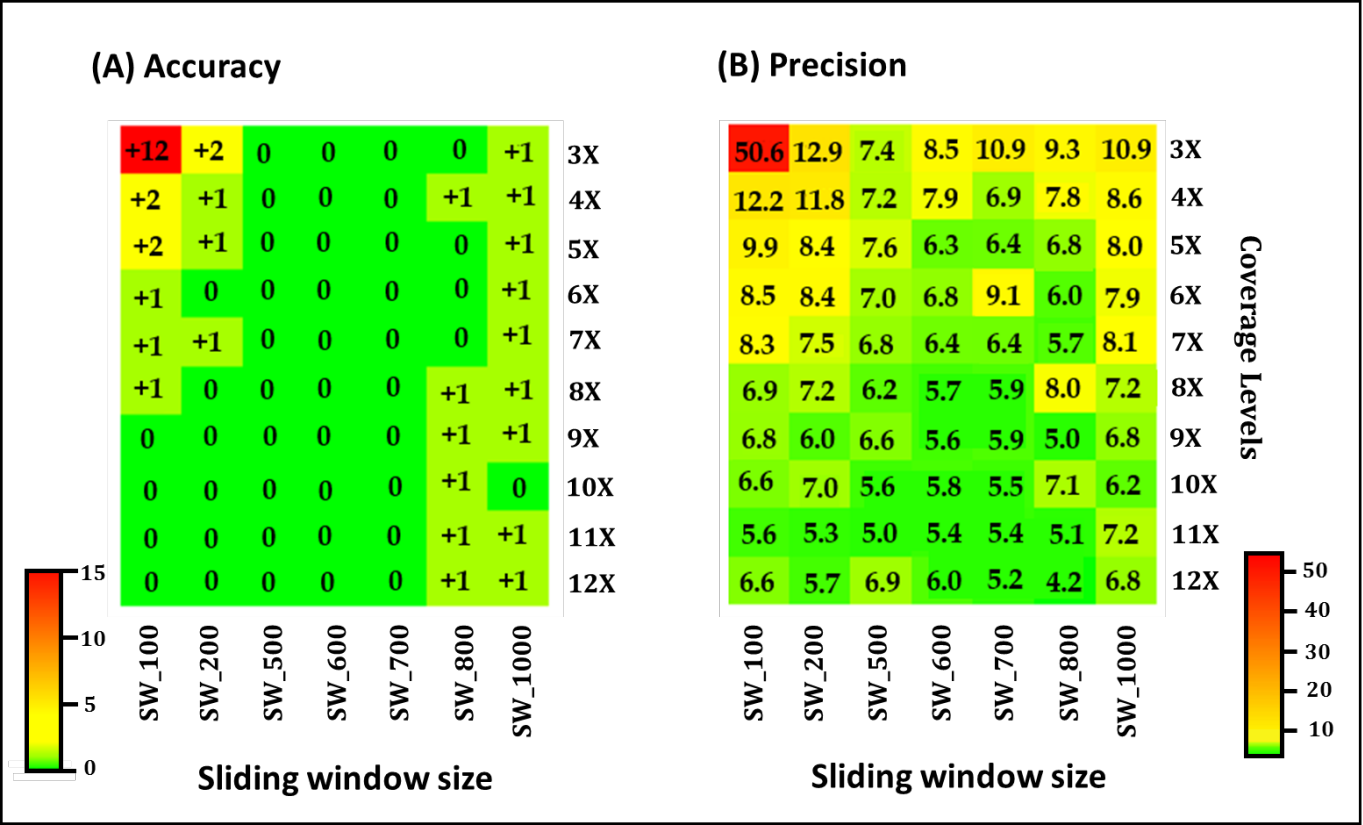 (A) Accuracy
+12 +2 0 0 0 0 +1 3X
+2 +1 0 0 0 +1 +1 4X
+2 +1 0 0 0 0 +1 5X
+1 0 0 0 0 0 +1 6X
+1 +1 0 0 0 0 +1 7X
+1 0 0 0 0 +1 +1 8X
0 0 0 0 0 +1 +1 9X
0 0 0 0 0 +1 0 10X
0 0 0 0 0 +1 +1 11X
0 0 0 0 0 +1 +1 12X
15
10
5
0
SW_100 SW_200 SW_500 SW_600 SW_700 SW_800 SW_1000
Sliding window size
(B) Precision
50.6 12.9 7.4 8.5 10.9 9.3 10.9 3X
12.2 11.8 7.2 7.9 6.9 7.8 8.6 4X
9.9 8.4 7.6 6.3 6.4 6.8 8.0 5X
8.5 8.4 7.0 6.8 9.1 6.0 7.9 6X
8.3 7.5 6.8 6.4 6.4 5.7 8.1 7X
6.9 7.2 6.2 5.7 5.9 8.0 7.2 8X
6.8 6.0 6.6 5.6 5.9 5.0 6.8 9X
6.6 7.0 5.6 5.8 5.5 7.1 6.2 10X
5.6 5.3 5.0 5.4 5.4 5.1 7.2 11X
6.6 5.7 6.9 6.0 5.2 4.2 6.8 12X
Coverage Levels
50
40
30
20
10
SW_100 SW_200 SW_500 SW_600 SW_700 SW_800 SW_1000
Sliding window size